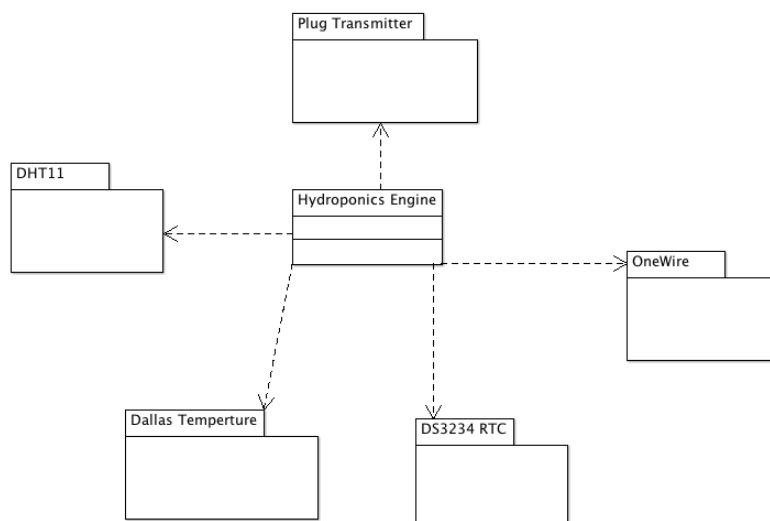 Plug Transmitter
DHT11
Hydroponics Engine
OneWire
Dallas Temperture
DS3234 RTC